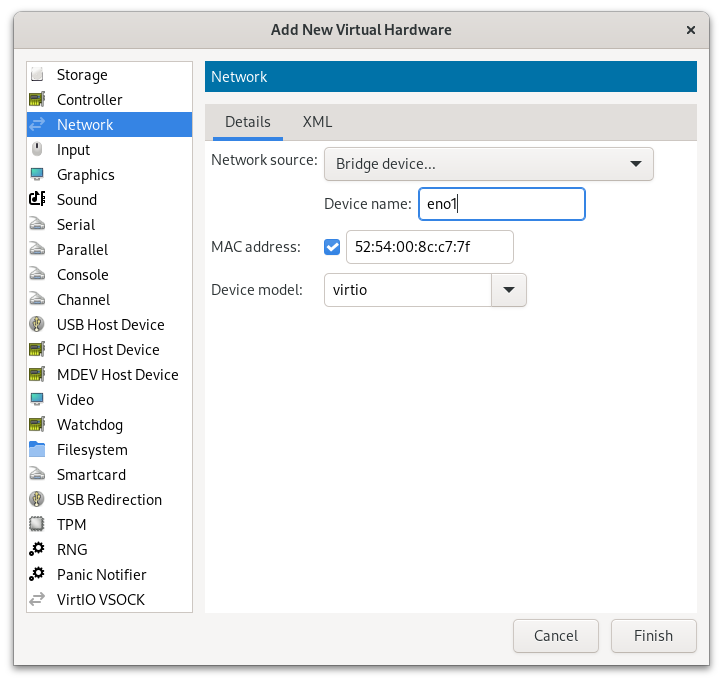 Add New Virtual Hardware
Storage
Controller
Network
Input
Graphics
Sound
Serial
Parallel
Console
Channel
USB Host Device
PCI Host Device
MDEV Host Device
Video
Watchdog
Filesystem
Smartcard
USB Redirection
TPM
RNG
Panic Notifier
VirtIO VSOCK
Network
Details XML
Network source: Bridge device...
Device name: eno1
MAC address: 52:54:00:8c:c7:7f
Device model: virtio
Cancel Finish